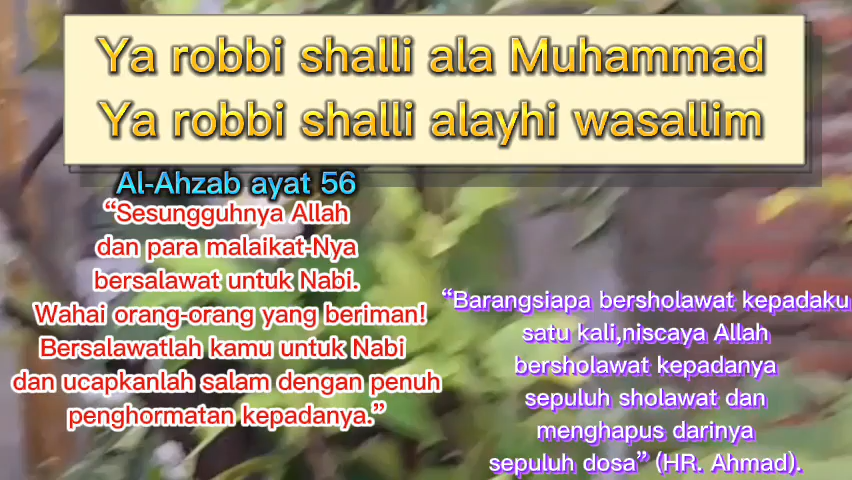 Ya robbi shalli ala Muhammad
Ya robbi shalli alayhi wasallim
Al-Ahzab ayat 56
“Sesungguhnya Allah
dan para malaikat-Nya
bersalawat untuk Nabi.
Wahai orang-orang yang beriman!
Bersalawatlah kamu untuk Nabi
dan ucapkanlah salam dengan penuh
penghormatan kepadanya.”
“Barangsiapa bersholawat kepadaku
satu kali,niscaya Allah
bersholawat kepadanya
sepuluh sholawat dan
menghapus darinya
sepuluh dosa” (HR. Ahmad).